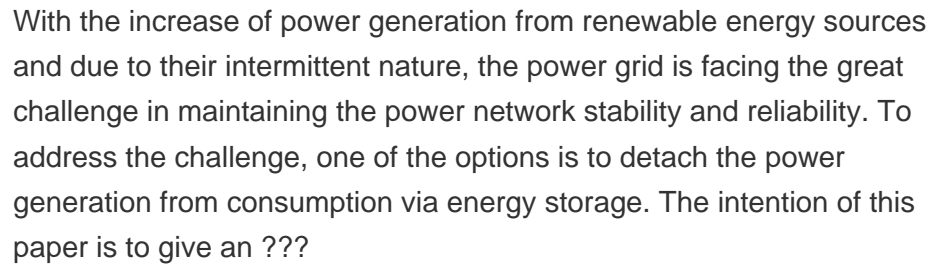 With the increase of power generation from renewable energy sources
and due to their intermittent nature, the power grid is facing the great
challenge in maintaining the power network stability and reliability. To
address the challenge, one of the options is to detach the power
generation from consumption via energy storage. The intention of this
paper is to give an ???